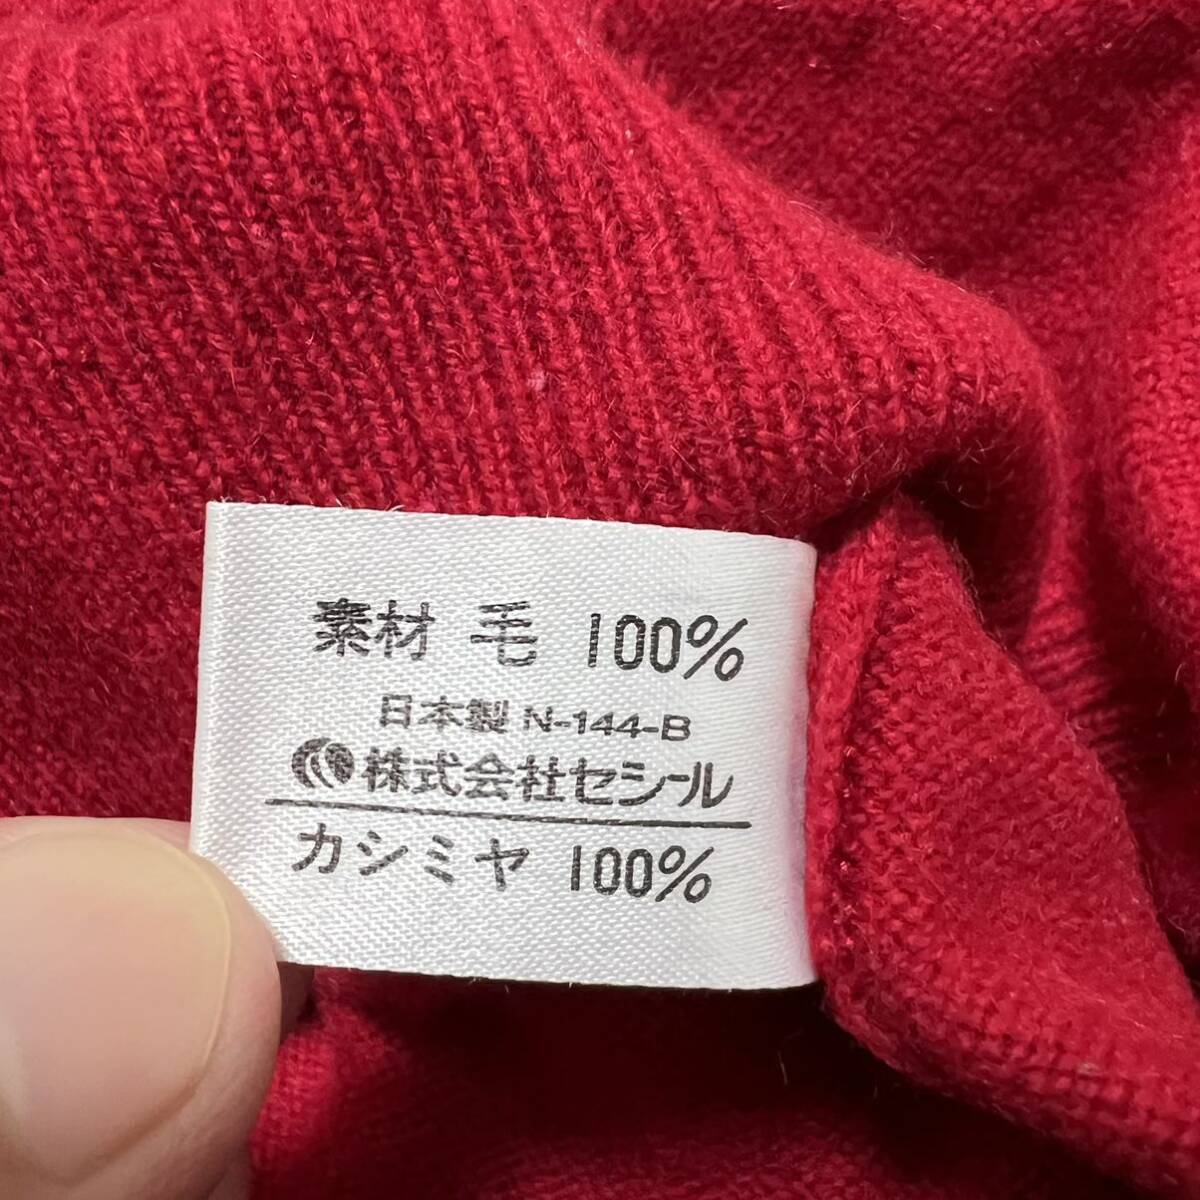 素材 毛 100%
日本製 N-144-B
株式会社セシール
カシミヤ 100%